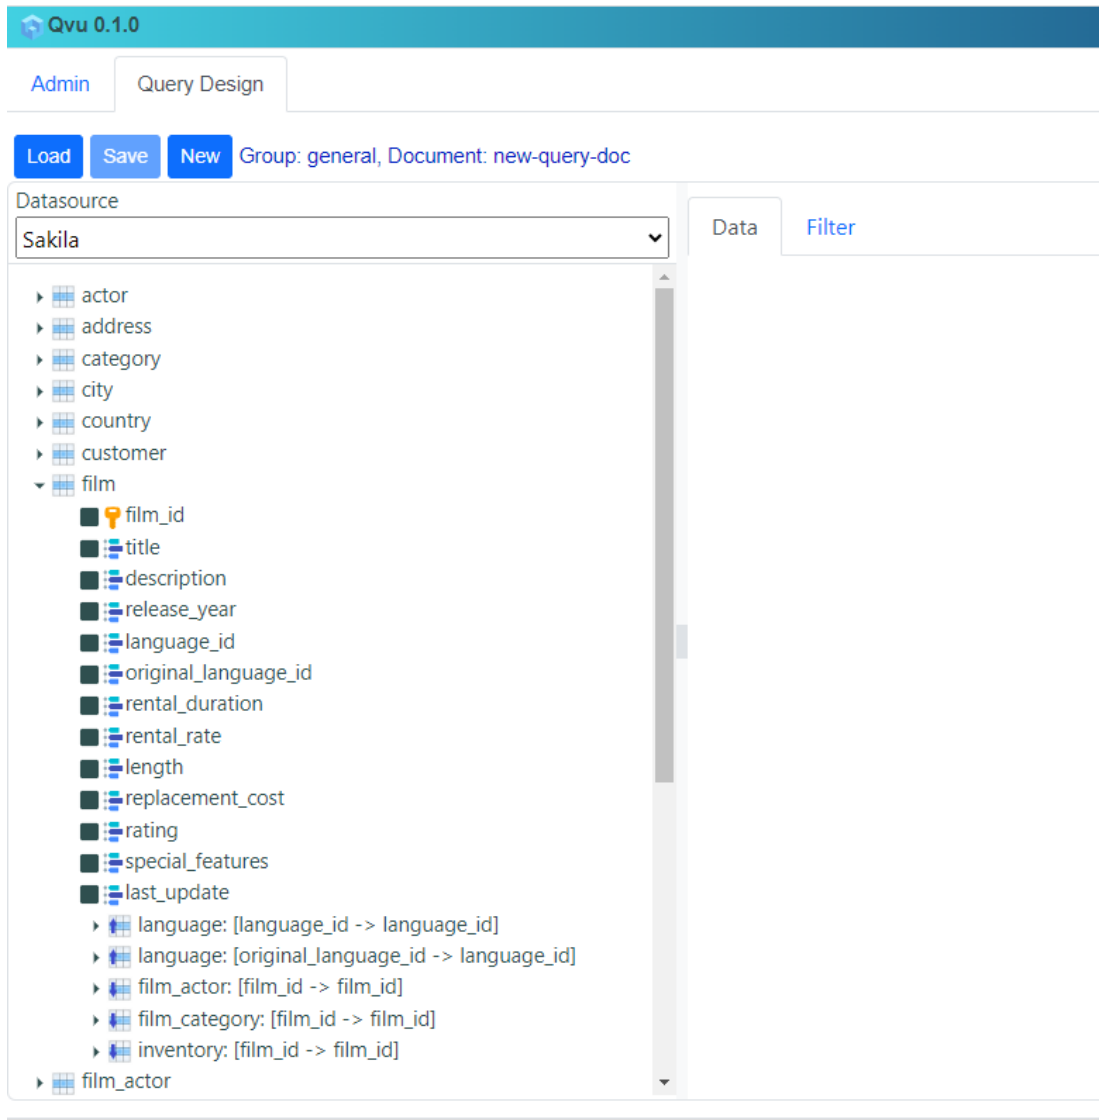 Qvu 0.1.0
Admin Query Design
Load Save New Group: general, Document: new-query-doc
Datasource
Sakila
Data Filter
actor
address
category
city
country
customer
film
film_id
title
description
release_year
language_id
original_language_id
rental_duration
rental_rate
length
replacement_cost
rating
special_features
last_update
language: [language_id -> language_id]
language: [original_language_id -> language_id]
film_actor: [film_id -> film_id]
film_category: [film_id -> film_id]
inventory: [film_id -> film_id]
film_actor